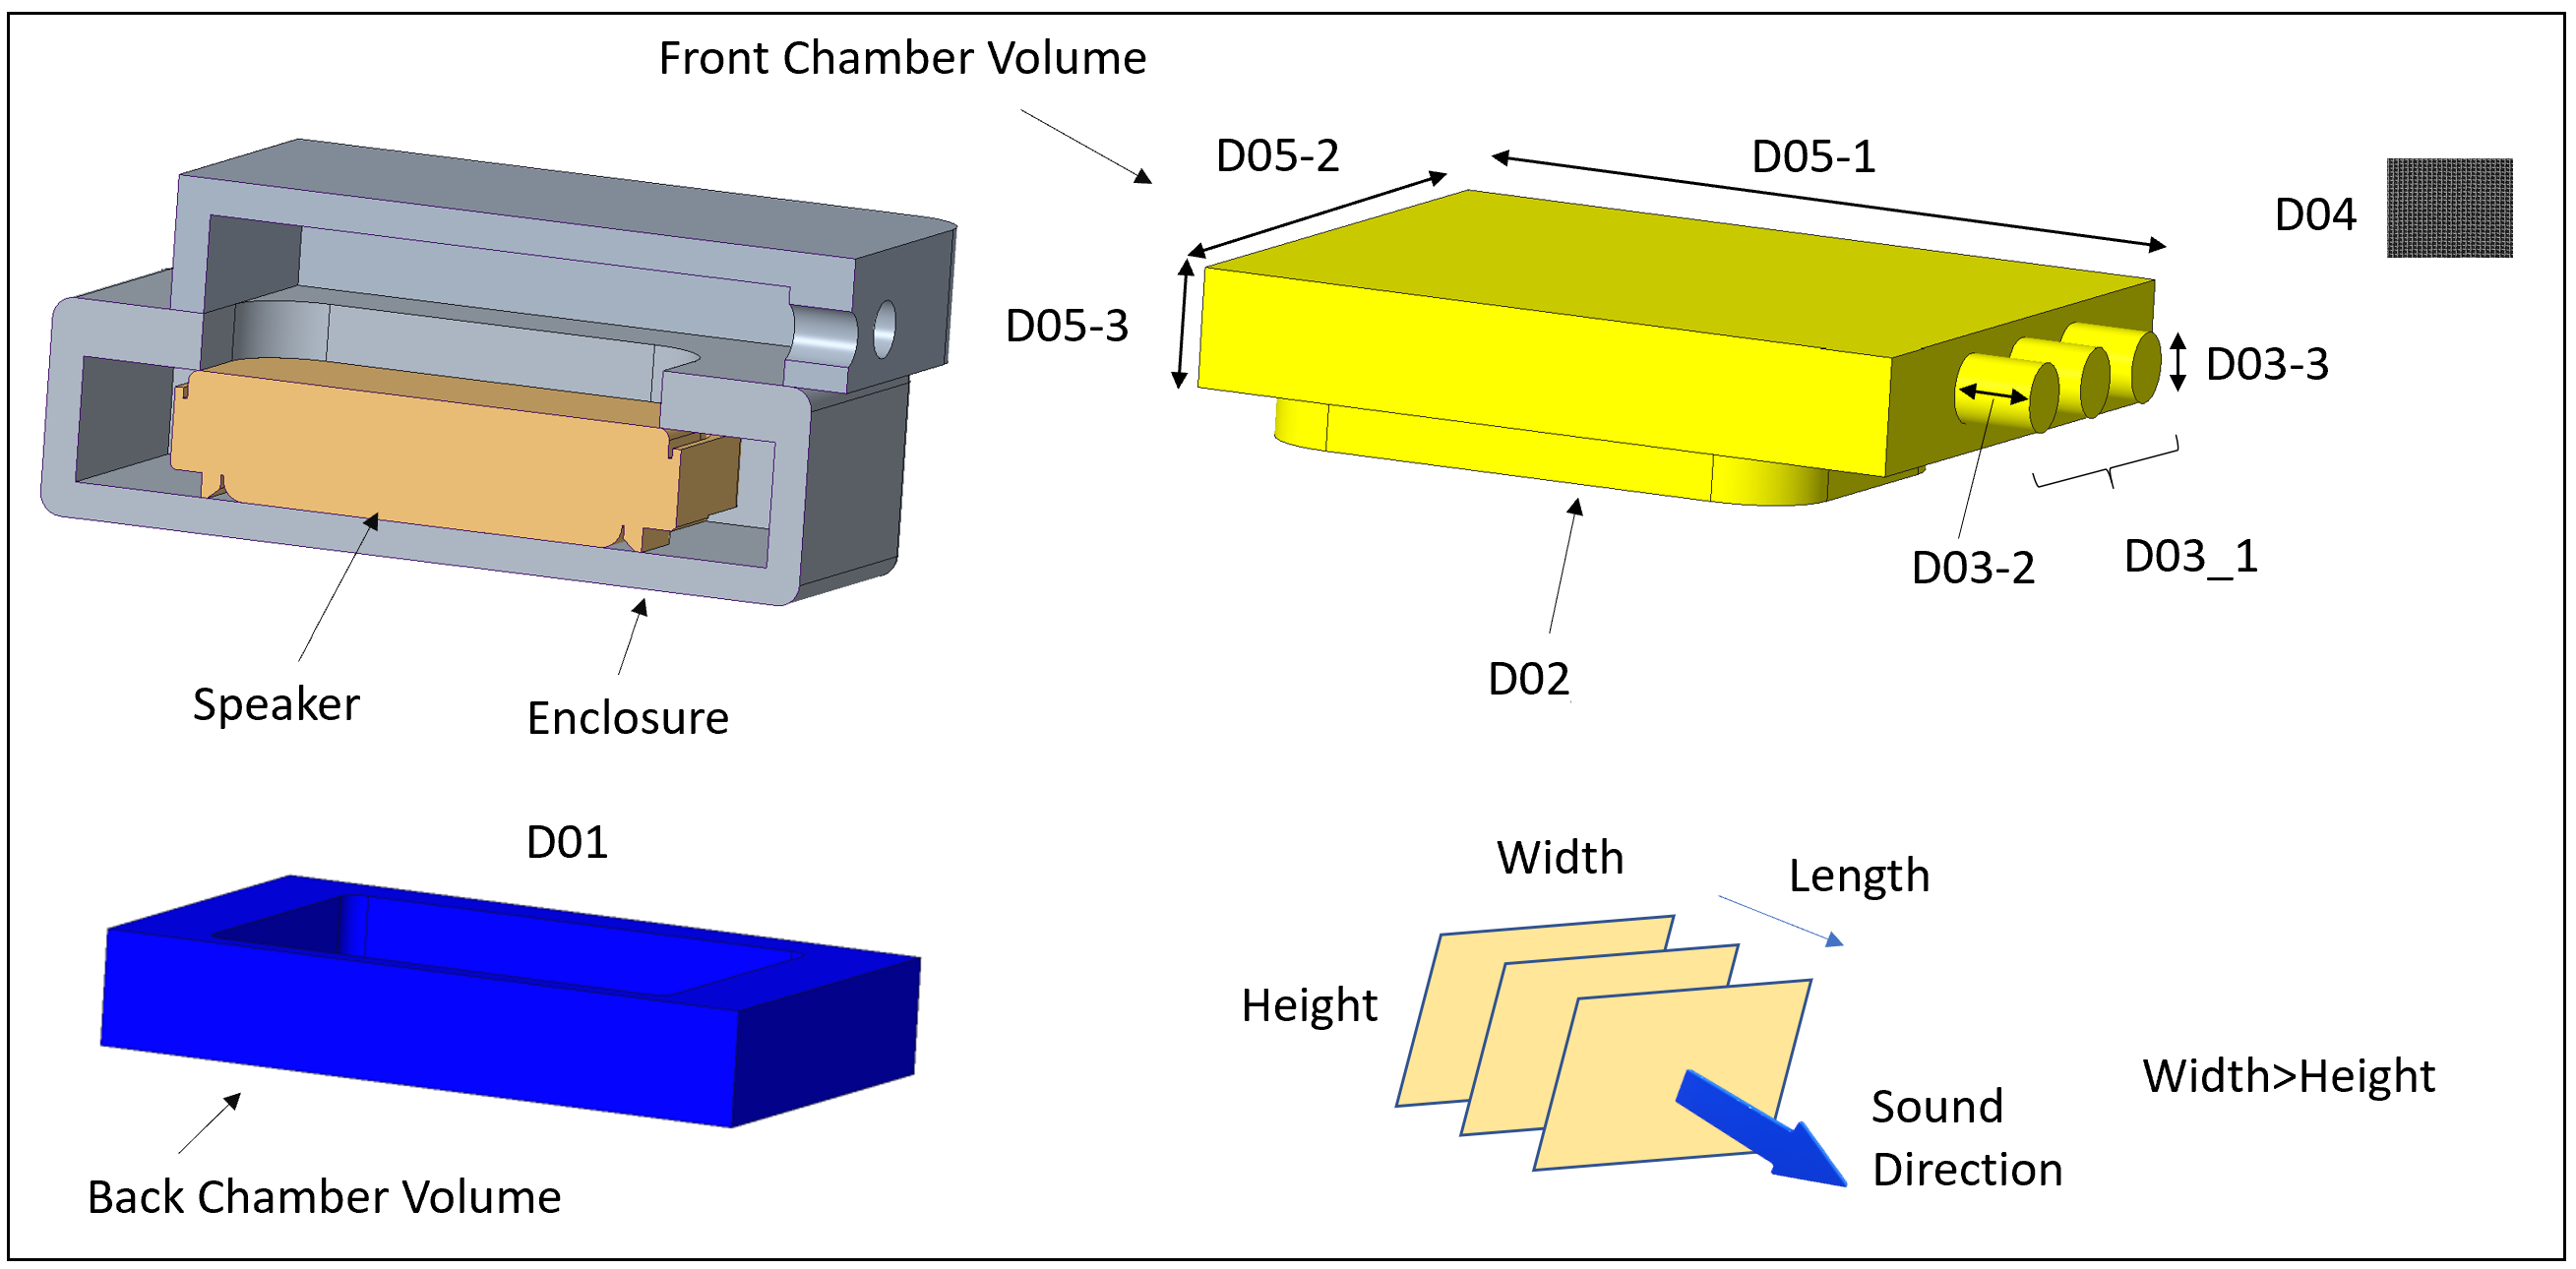 Front Chamber Volume
D05-2
D05-1
D04
D05-3
D03-3
D03-2
D03_1
D02
Speaker
Enclosure
D01
Back Chamber Volume
Width
Length
Height
Sound
Direction
Width>Height